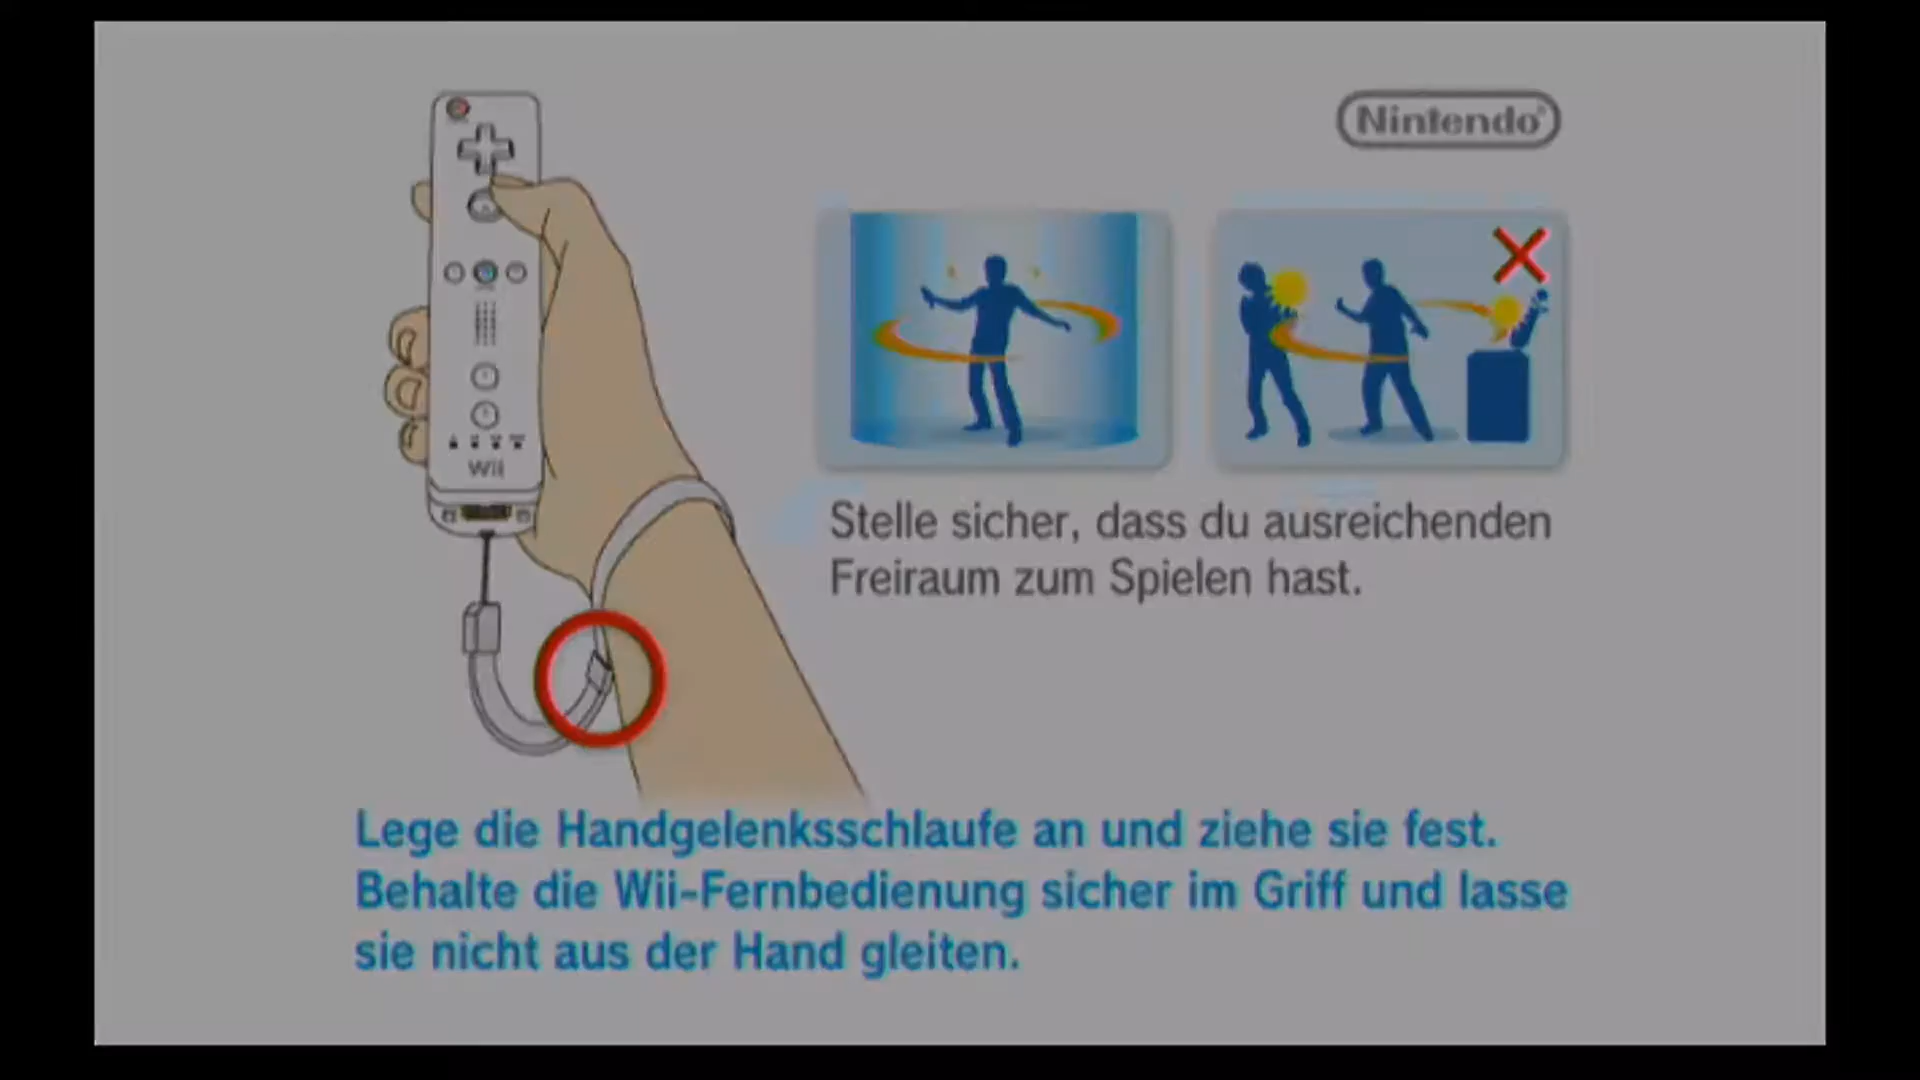 Nintendo®
Wii
Stelle sicher, dass du ausreichenden
Freiraum zum Spielen hast.
Lege die Handgelenksschlaufe an und ziehe sie fest.
Behalte die Wii-Fernbedienung sicher im Griff und lasse
sie nicht aus der Hand gleiten.